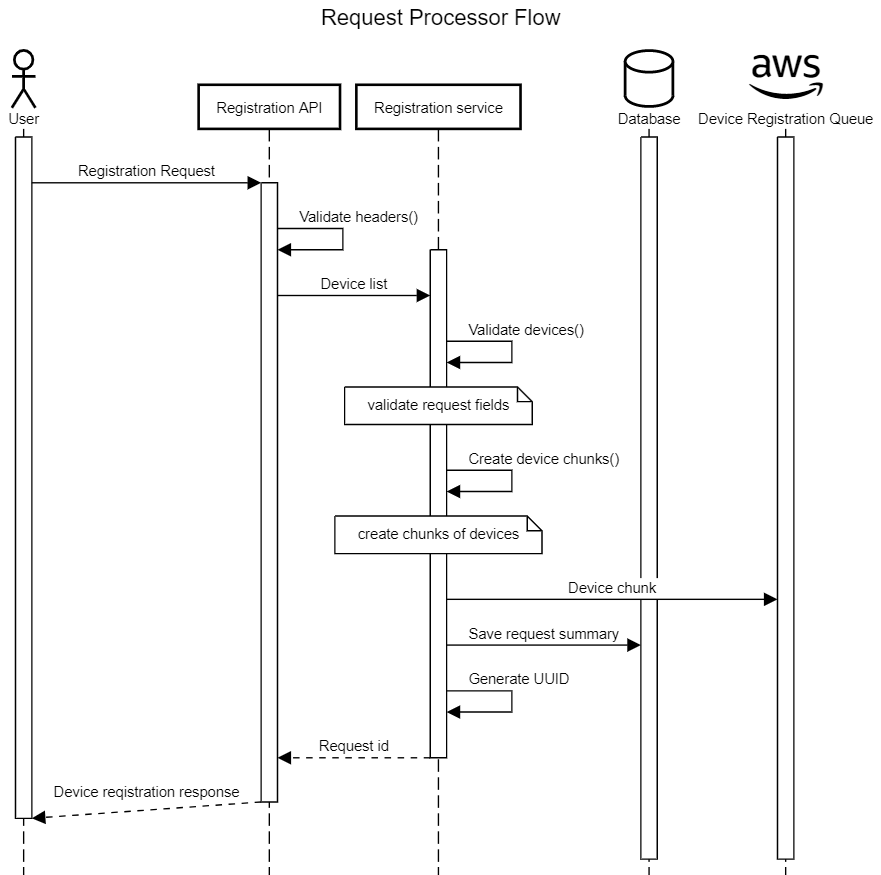 Request Processor Flow
aws
User
Registration API
Registration service
Database
Device Registration Queue
Registration Request
Validate headers()
Device list
Validate devices()
validate request fields
Create device chunks()
create chunks of devices
Device chunk
Save request summary
Generate UUID
Request id
Device reqistration response